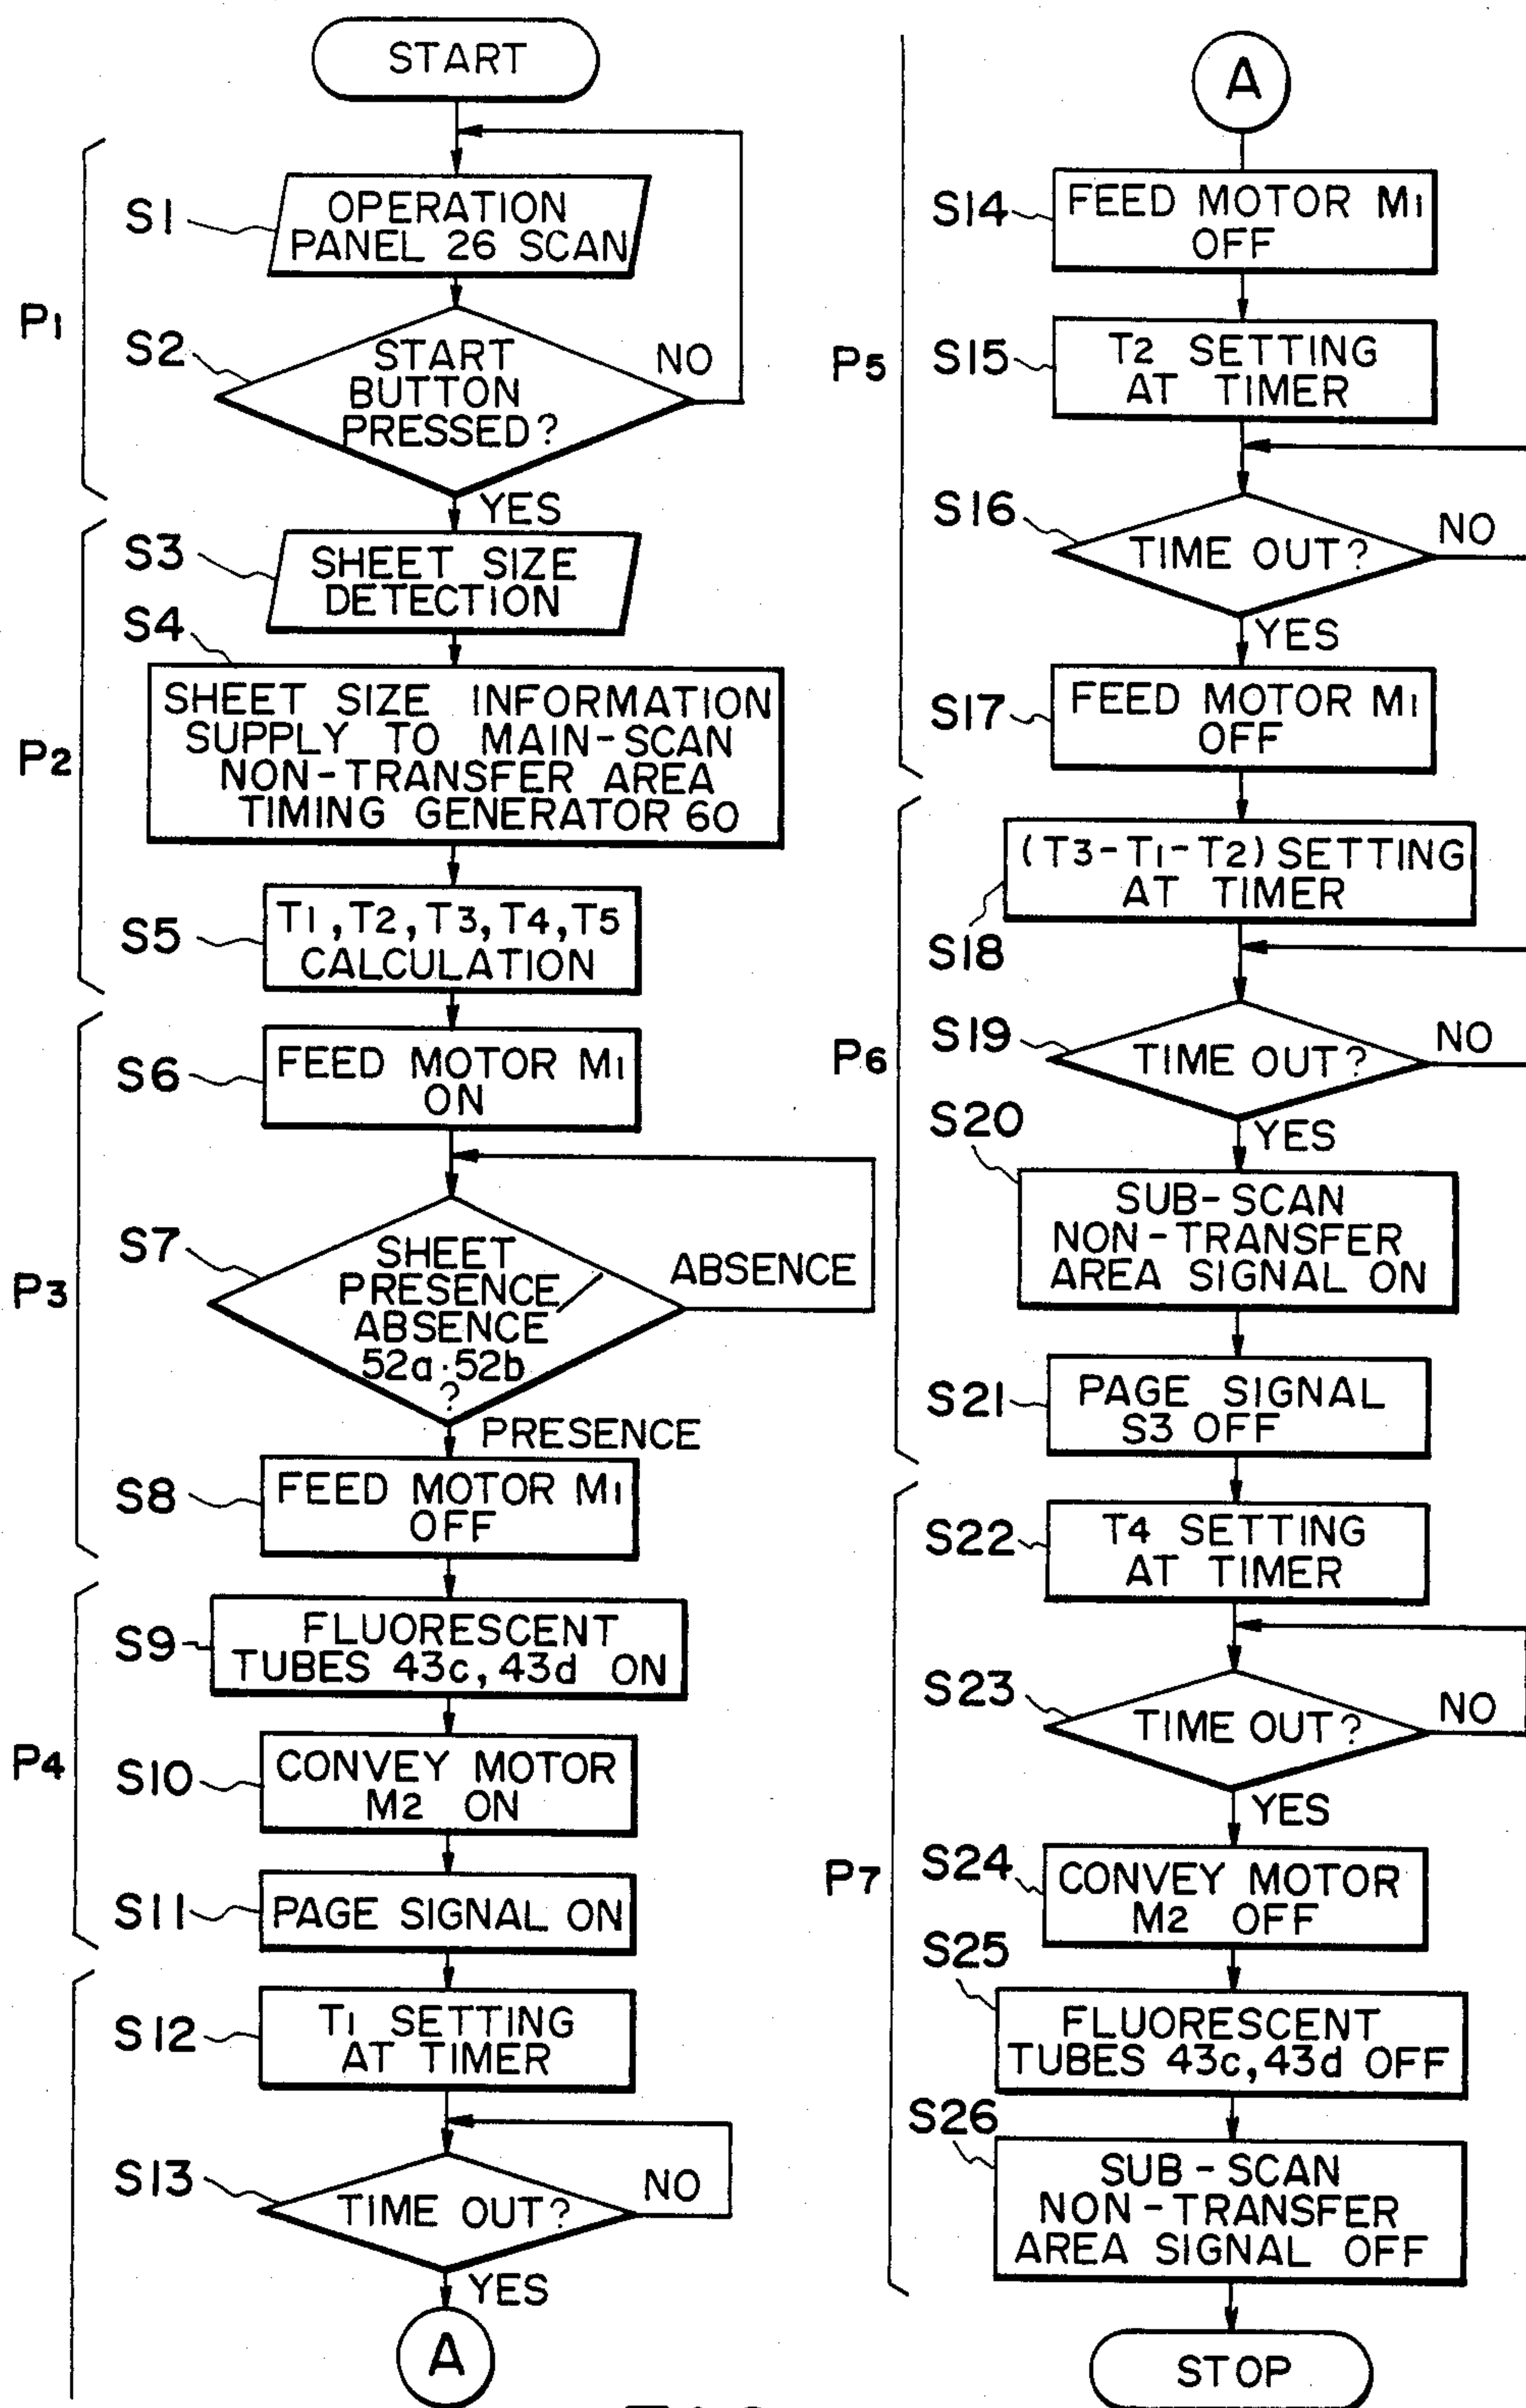 START
P1
S1
OPERATION
PANEL 26 SCAN
S2
START
BUTTON
PRESSED?
NO
YES
P2
S3
SHEET SIZE
DETECTION
S4
SHEET SIZE INFORMATION
SUPPLY TO MAIN-SCAN
NON-TRANSFER AREA
TIMING GENERATOR 60
S5
T1, T2, T3, T4, T5
CALCULATION
P3
S6
FEED MOTOR M1
ON
S7
SHEET
PRESENCE/
ABSENCE
52a·52b
?
ABSENCE
PRESENCE
S8
FEED MOTOR M1
OFF
P4
S9
FLUORESCENT
TUBES 43c, 43d ON
S10
CONVEY MOTOR
M2 ON
S11
PAGE SIGNAL ON
S12
T1 SETTING
AT TIMER
S13
TIME OUT?
NO
YES
A
A
P5
S14
FEED MOTOR M1
OFF
S15
T2 SETTING
AT TIMER
S16
TIME OUT?
NO
YES
S17
FEED MOTOR M1
OFF
P6
(T3-T1-T2) SETTING
AT TIMER
S18
S19
TIME OUT?
NO
YES
S20
SUB-SCAN
NON-TRANSFER
AREA SIGNAL ON
S21
PAGE SIGNAL
S3 OFF
P7
S22
T4 SETTING
AT TIMER
S23
TIME OUT?
NO
YES
S24
CONVEY MOTOR
M2 OFF
S25
FLUORESCENT
TUBES 43c, 43d OFF
S26
SUB-SCAN
NON-TRANSFER
AREA SIGNAL OFF
STOP